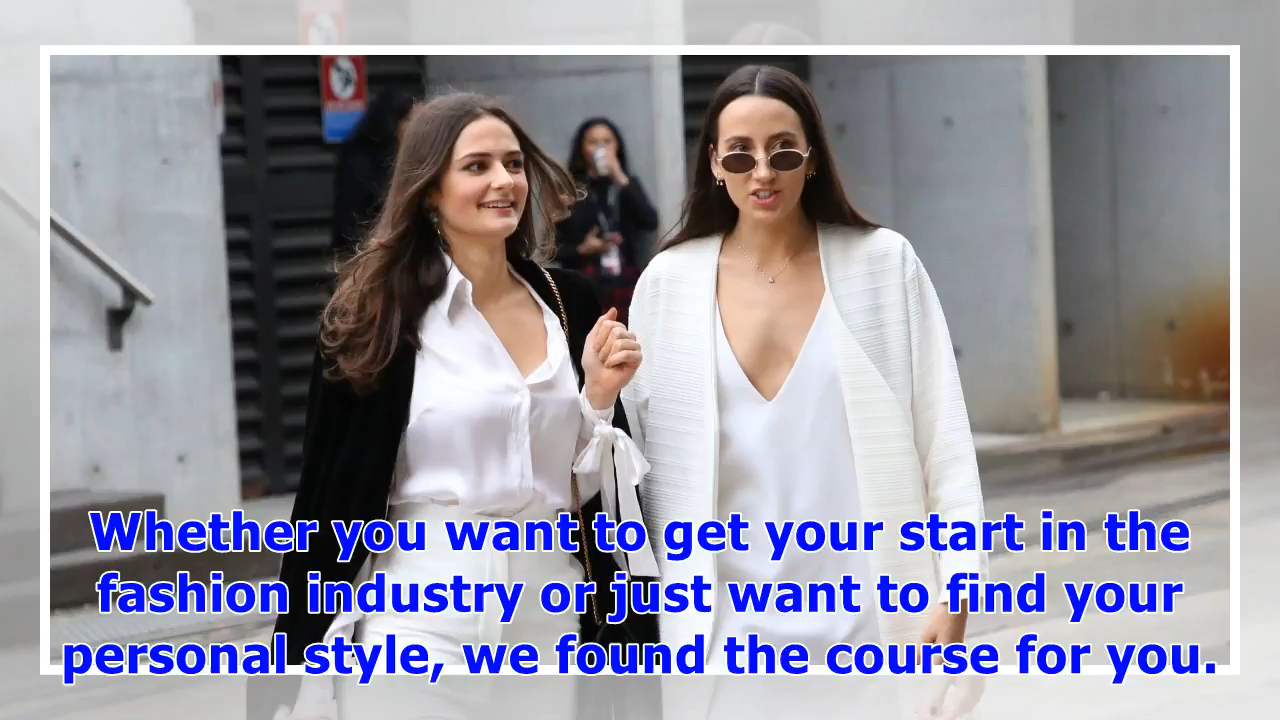 Whether you want to get your start in the
fashion industry or just want to find your
personal style, we found the course for you.